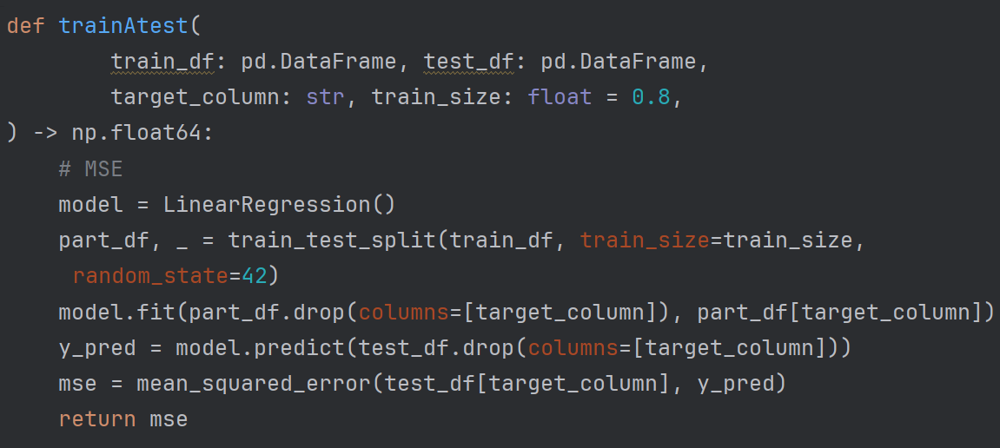 def trainAtest(
        train_df: pd.DataFrame, test_df: pd.DataFrame,
        target_column: str, train_size: float = 0.8,
) -> np.float64:
    # MSE
    model = LinearRegression()
    part_df, _ = train_test_split(train_df, train_size=train_size,
     random_state=42)
    model.fit(part_df.drop(columns=[target_column]), part_df[target_column])
    y_pred = model.predict(test_df.drop(columns=[target_column]))
    mse = mean_squared_error(test_df[target_column], y_pred)
    return mse